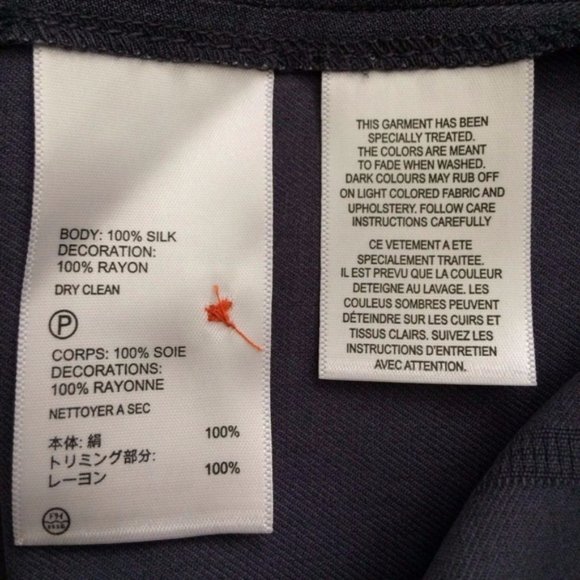 BODY: 100% SILK
DECORATION:
100% RAYON
DRY CLEAN
P
CORPS: 100% SOIE
DECORATIONS:
100% RAYONNE
NETTOYER A SEC
本体: 絹 100%
トリミング部分:
レーヨン 100%
ドライ
THIS GARMENT HAS BEEN
SPECIALLY TREATED.
THE COLORS ARE MEANT
TO FADE WHEN WASHED.
DARK COLOURS MAY RUB OFF
ON LIGHT COLORED FABRIC AND
UPHOLSTERY. FOLLOW CARE
INSTRUCTIONS CAREFULLY
CE VETEMENT A ETE
SPECIALEMENT TRAITEE.
IL EST PREVU QUE LA COULEUR
DETEIGNE AU LAVAGE. LES
COULEUX SOMBRES PEUVENT
DÉTEINDRE SUR LES CUIRS ET
TISSUS CLAIRS. SUIVEZ LES
INSTRUCTIONS D'ENTRETIEN
AVEC ATTENTION.